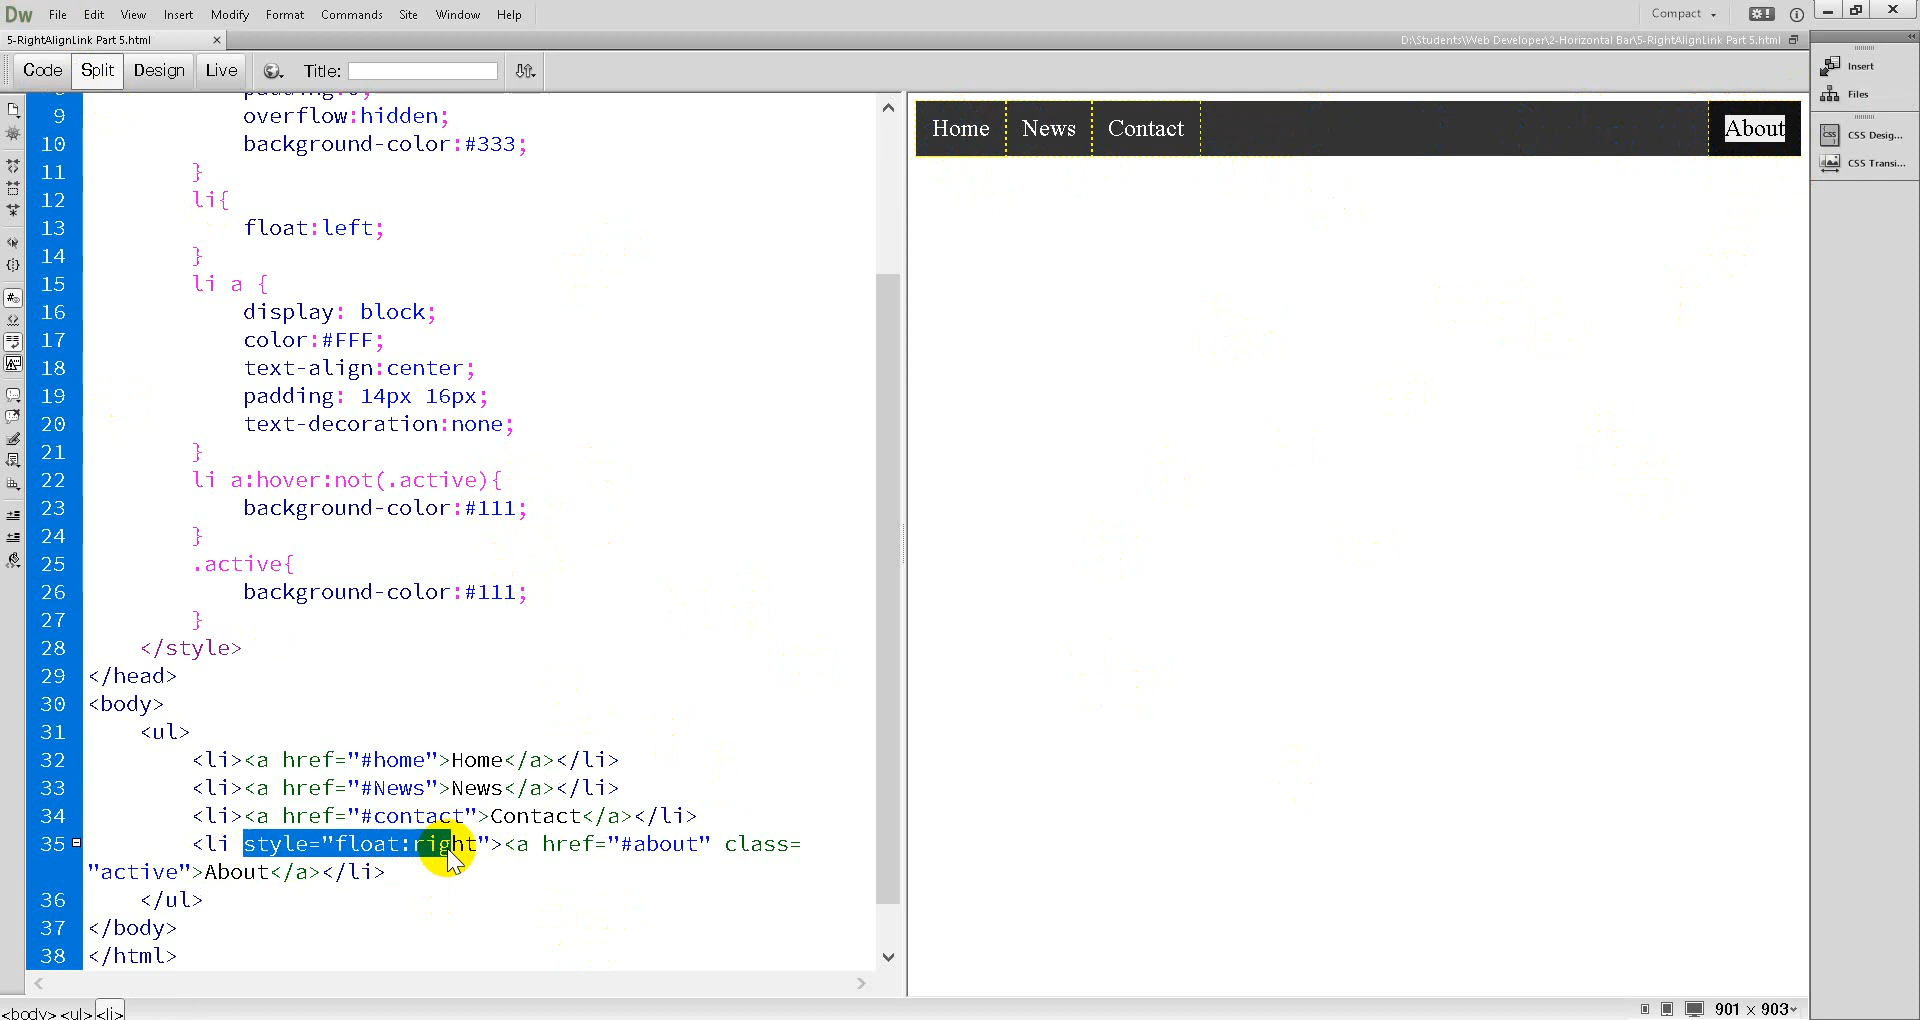 Dw File Edit View Insert Modify Format Commands Site Window Help Compact
5-RightAlignLink Part 5.html
D:\Students\Web Developer\2-Horizontal Bar\5-RightAlignLink Part 5.html
Code Split Design Live Title:
Insert
Files
CSS Desig...
CSS Transi...
9 overflow:hidden;
10 background-color:#333;
11 }
12 li{
13 float:left;
14 }
15 li a {
16 display: block;
17 color:#FFF;
18 text-align:center;
19 padding: 14px 16px;
20 text-decoration:none;
21 }
22 li a:hover:not(.active){
23 background-color:#111;
24 }
25 .active{
26 background-color:#111;
27 }
28 </style>
29 </head>
30 <body>
31 <ul>
32 <li><a href="#home">Home</a></li>
33 <li><a href="#News">News</a></li>
34 <li><a href="#contact">Contact</a></li>
35 <li style="float:right"><a href="#about" class=
"active">About</a></li>
36 </ul>
37 </body>
38 </html>
Home News Contact About
<body> <ul> <li>
901 × 903